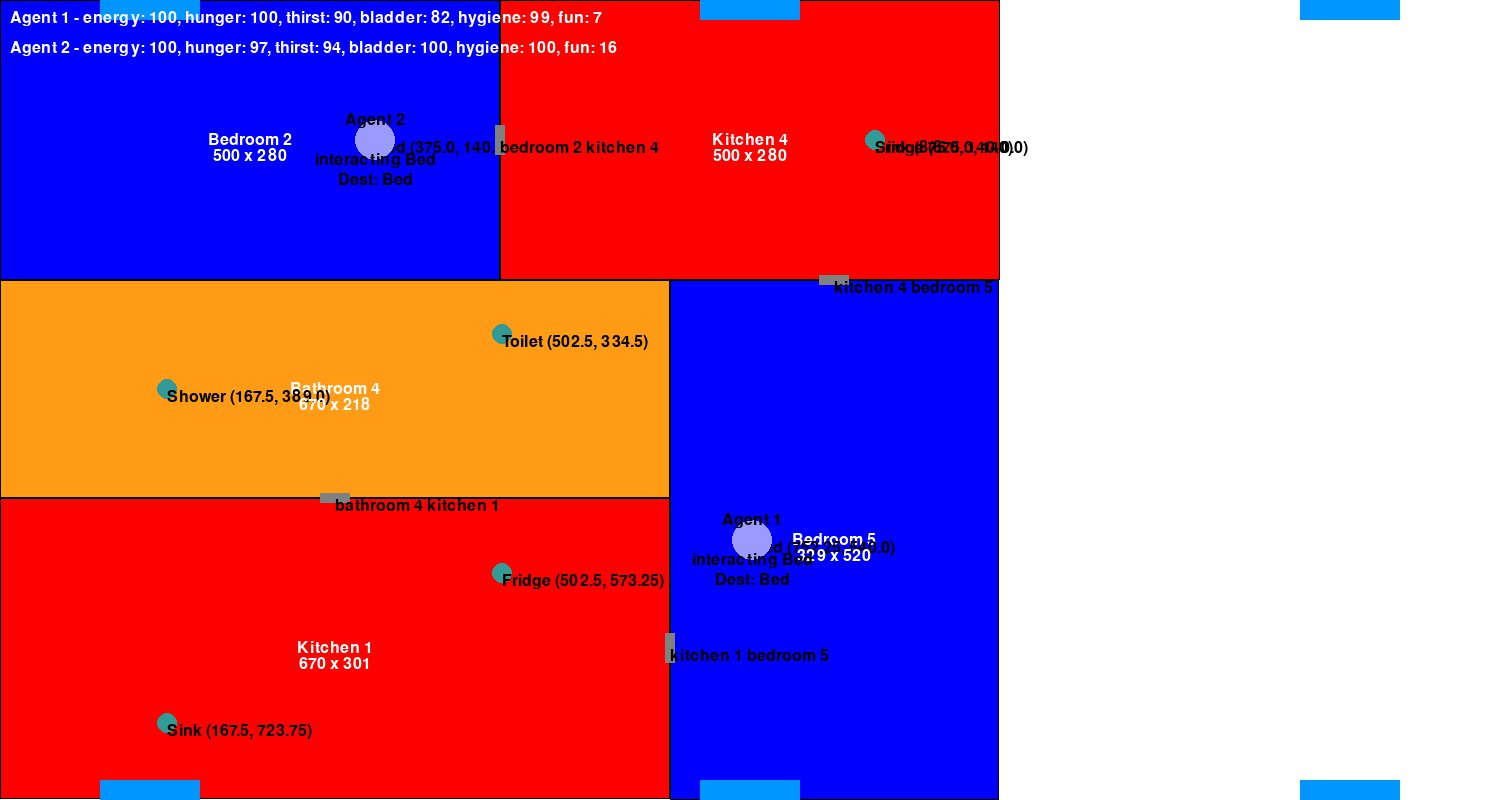 Agent 1 - energy: 100, hunger: 100, thirst: 90, bladder: 82, hygiene: 99, fun: 7
Agent 2 - energy: 100, hunger: 97, thirst: 94, bladder: 100, hygiene: 100, fun: 16
Agent 2
Bedroom 2
500 x 280
(375.0, 140.
interacting Bed
Dest: Bed
bedroom 2 kitchen 4
Kitchen 4
500 x 280
kitchen 4 bedroom 5
Toilet (502.5, 334.5)
Bathroom 4
670 x 218
Shower (167.5, 389.0)
bathroom 4 kitchen 1
Agent 1
Bedroom 5
329 x 520
interacting Bed
Dest: Bed
Fridge (502.5, 573.25)
Kitchen 1
670 x 301
kitchen 1 bedroom 5
Sink (167.5, 723.75)